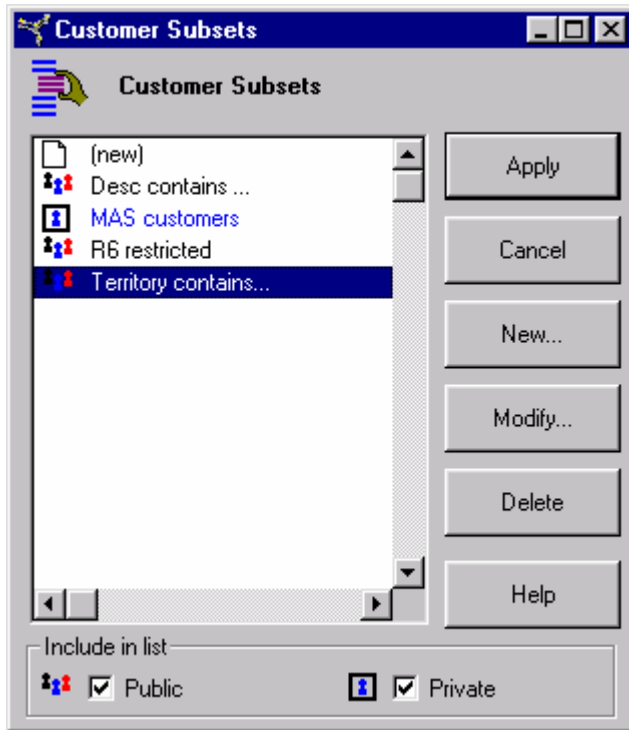 Customer Subsets
Customer Subsets
(new)
Desc contains ...
MAS customers
R6 restricted
Territory contains...
Apply
Cancel
New...
Modify...
Delete
Help
Include in list
Public
Private